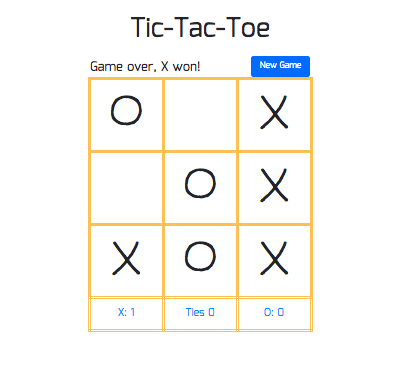 Tic-Tac-Toe
Game over, X won! New Game
O X
O X
X O X
X: 1 Ties 0 O: 0